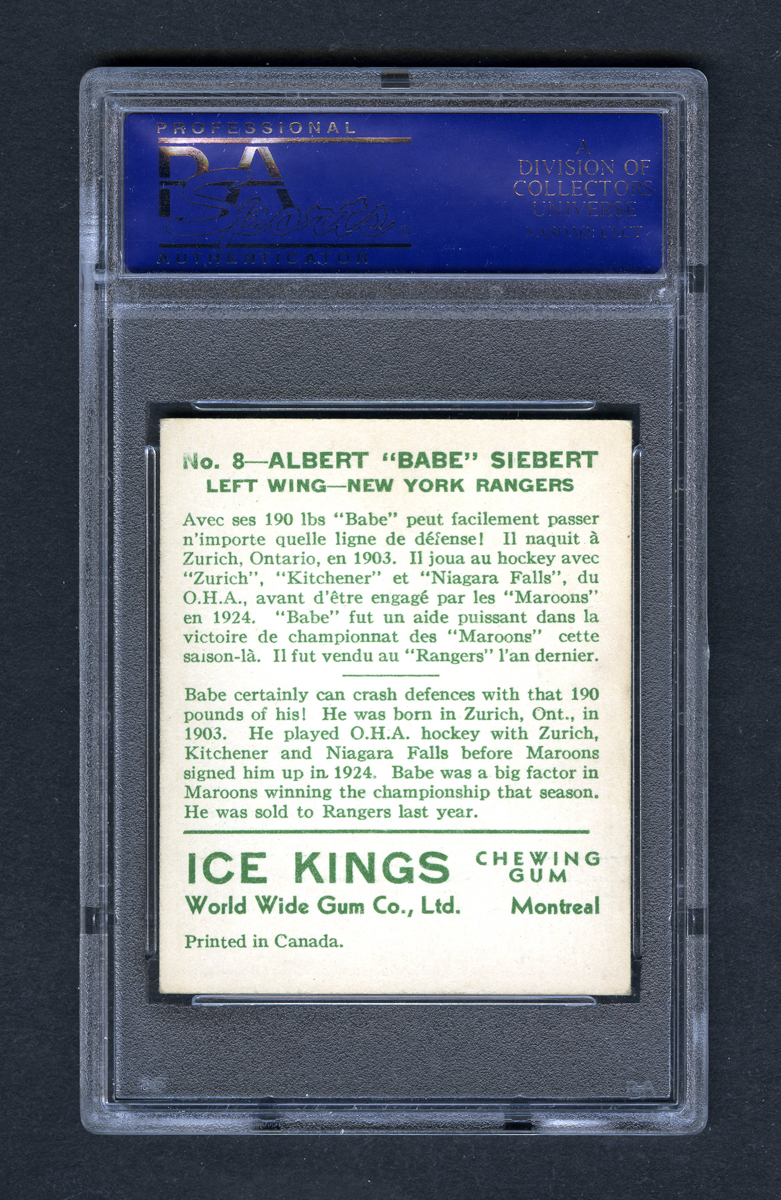 PROFESSIONAL
PSA
Sports
AUTHENTICATOR
A
DIVISION OF
COLLECTORS
UNIVERSE
No. 8—ALBERT "BABE" SIEBERT
LEFT WING—NEW YORK RANGERS
Avec ses 190 lbs "Babe" peut facilement passer
n'importe quelle ligne de défense! Il naquit à
Zurich, Ontario, en 1903. Il joua au hockey avec
"Zurich", "Kitchener" et "Niagara Falls", du
O.H.A., avant d'être engagé par les "Maroons"
en 1924. "Babe" fut un aide puissant dans la
victoire de championnat des "Maroons" cette
saison-là. Il fut vendu au "Rangers" l'an dernier.
Babe certainly can crash defences with that 190
pounds of his! He was born in Zurich, Ont., in
1903. He played O.H.A. hockey with Zurich,
Kitchener and Niagara Falls before Maroons
signed him up in 1924. Babe was a big factor in
Maroons winning the championship that season.
He was sold to Rangers last year.
ICE KINGS CHEWING GUM
World Wide Gum Co., Ltd. Montreal
Printed in Canada.